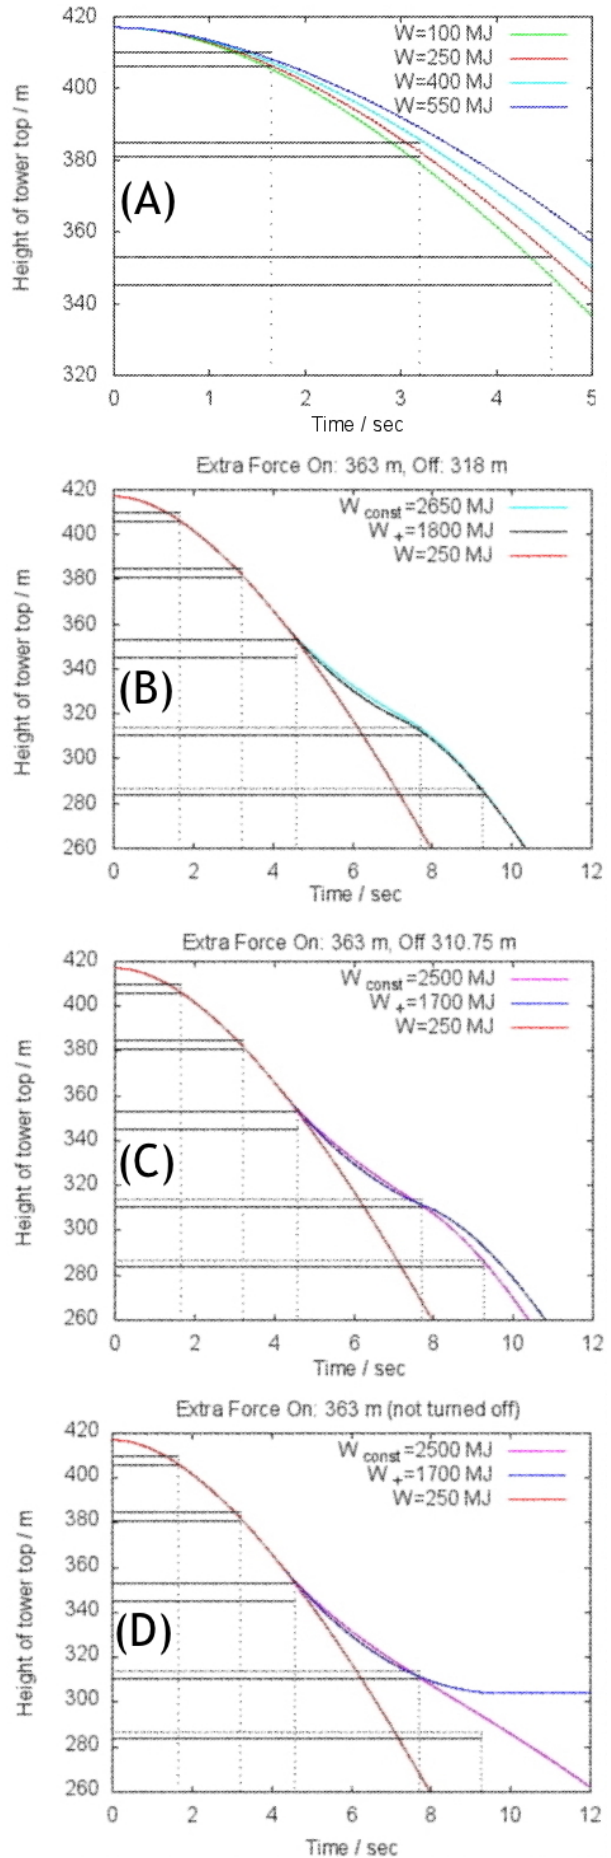 420
400
380
360
340
320
Height of tower top / m
W=100 MJ
W=250 MJ
W=400 MJ
W=550 MJ
(A)
0 1 2 3 4 5
Time / sec
Extra Force On: 363 m, Off: 318 m
420
400
380
360
340
320
300
280
260
Height of tower top / m
W const=2650 MJ
W +=1800 MJ
W=250 MJ
(B)
0 2 4 6 8 10 12
Time / sec
Extra Force On: 363 m, Off 310.75 m
420
400
380
360
340
320
300
280
260
Height of tower top / m
W const=2500 MJ
W +=1700 MJ
W=250 MJ
(C)
0 2 4 6 8 10 12
Time / sec
Extra Force On: 363 m (not turned off)
420
400
380
360
340
320
300
280
260
Height of tower top / m
W const=2500 MJ
W +=1700 MJ
W=250 MJ
(D)
0 2 4 6 8 10 12
Time / sec